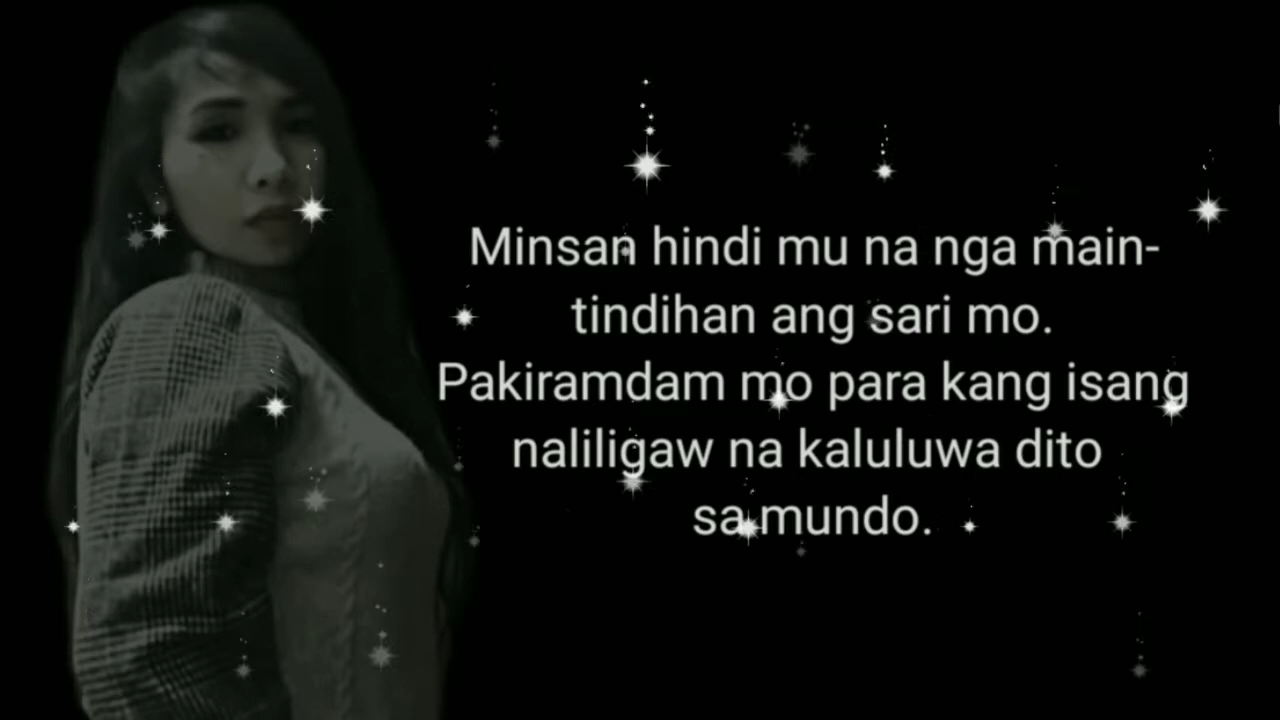 Minsan hindi mu na nga main-
tindihan ang sari mo.
Pakiramdam mo para kang isang
naliligaw na kaluluwa dito
sa mundo.